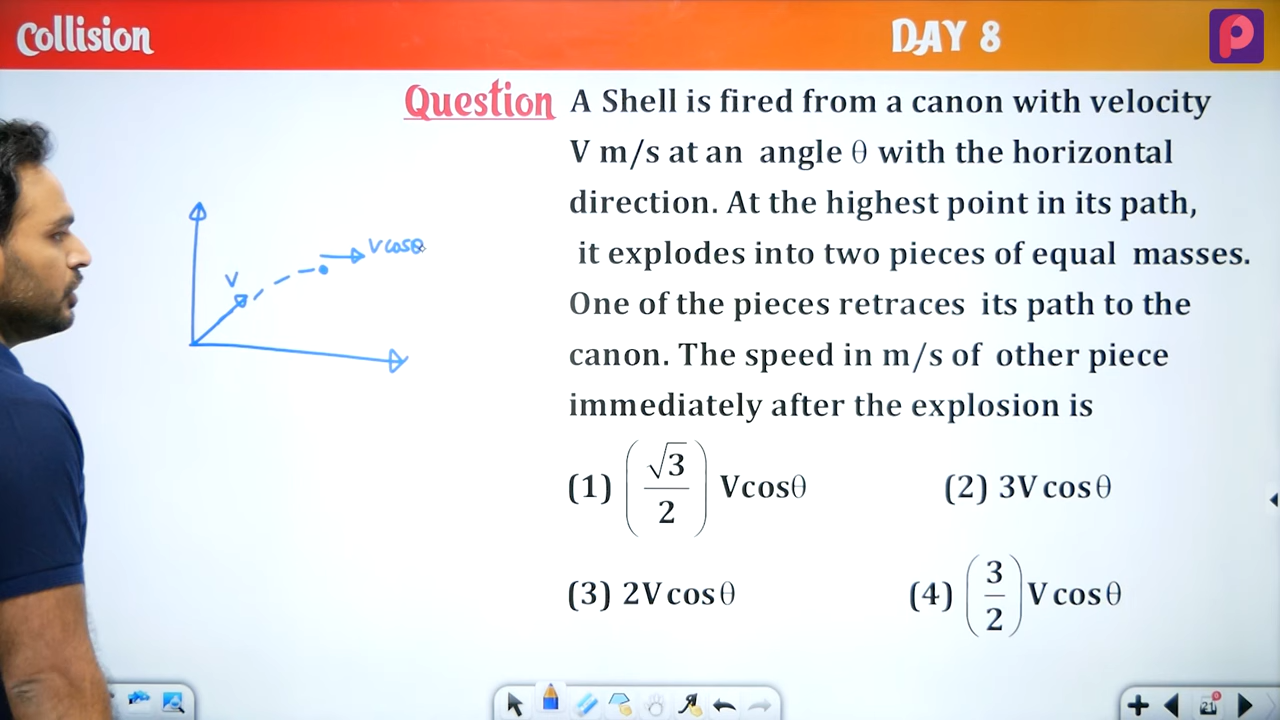 Collision
DAY 8
Question A Shell is fired from a canon with velocity
V m/s at an angle θ with the horizontal
direction. At the highest point in its path,
it explodes into two pieces of equal masses.
One of the pieces retraces its path to the
canon. The speed in m/s of other piece
immediately after the explosion is
(1) (√3/2) Vcosθ
(2) 3V cosθ
(3) 2V cosθ
(4) (3/2) V cosθ
V
Vcosθ
21